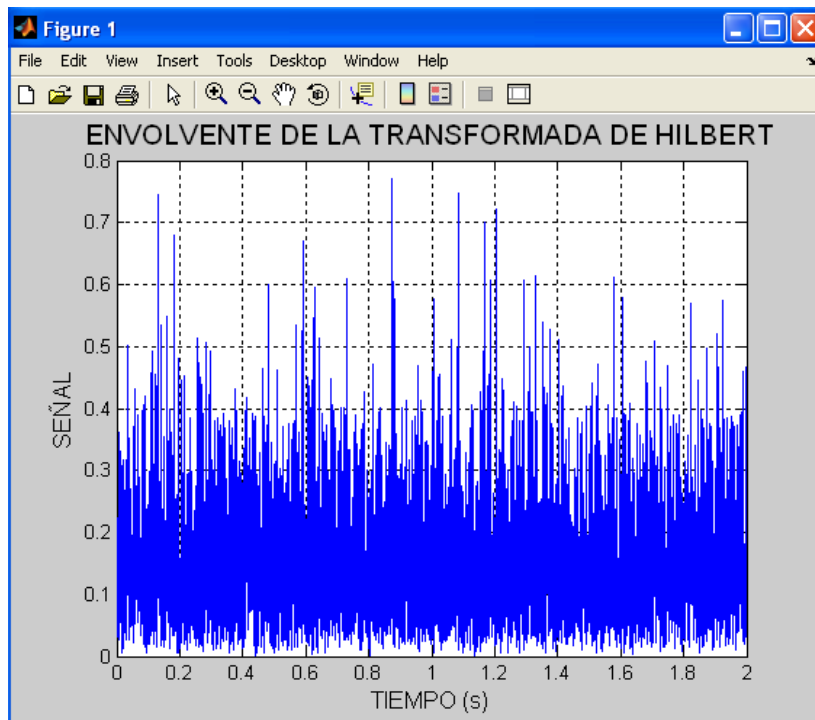 Figure 1
File Edit View Insert Tools Desktop Window Help
ENVOLVENTE DE LA TRANSFORMADA DE HILBERT
0.8
0.7
0.6
0.5
0.4
0.3
0.2
0.1
0
SEÑAL
0 0.2 0.4 0.6 0.8 1 1.2 1.4 1.6 1.8 2
TIEMPO (s)